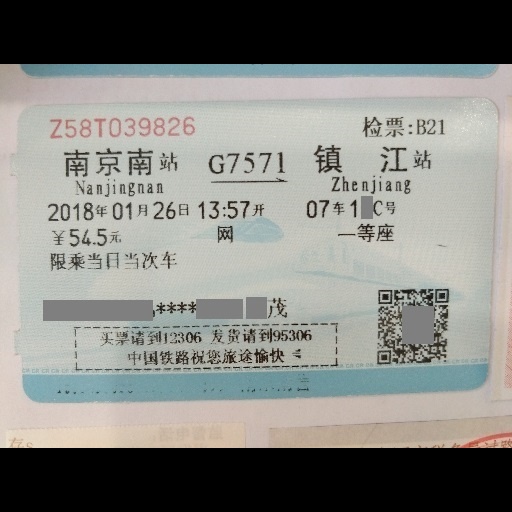 Z58T039826 检票:B21
南京南站 G7571 镇江站
Nanjingnan Zhenjiang
2018年01月26日 13:57开 07车1 C号
￥54.5元 网 一等座
限乘当日当次车
**** 茂
买票请到12306 发货请到95306
中国铁路祝您旅途愉快